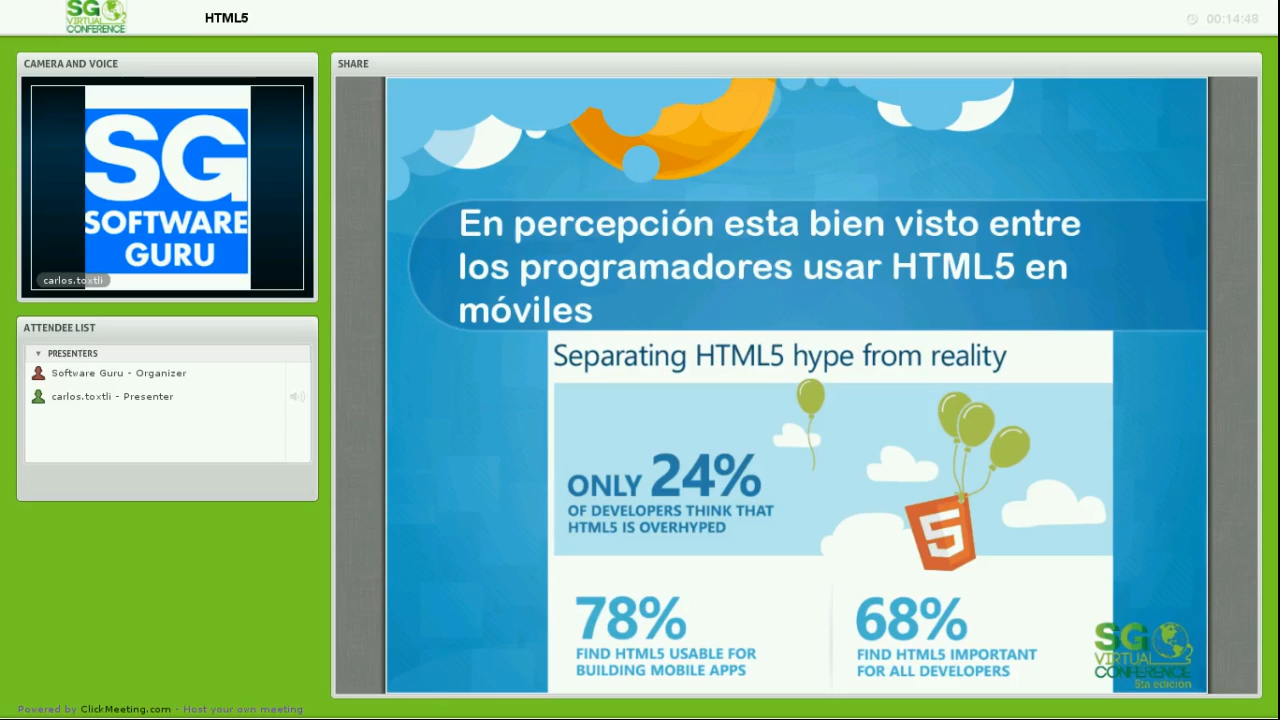 SG
VIRTUAL
CONFERENCE
HTML5
00:14:48
CAMERA AND VOICE
SG
SOFTWARE
GURU
carlos.toxtli
ATTENDEE LIST
PRESENTERS
Software Guru - Organizer
carlos.toxtli - Presenter
SHARE
En percepción esta bien visto entre
los programadores usar HTML5 en
móviles
Separating HTML5 hype from reality
ONLY 24%
OF DEVELOPERS THINK THAT
HTML5 IS OVERHYPED
5
78%
FIND HTML5 USABLE FOR
BUILDING MOBILE APPS
68%
FIND HTML5 IMPORTANT
FOR ALL DEVELOPERS
SG
VIRTUAL
CONFERENCE
5ta edición
Powered by ClickMeeting.com - Host your own meeting